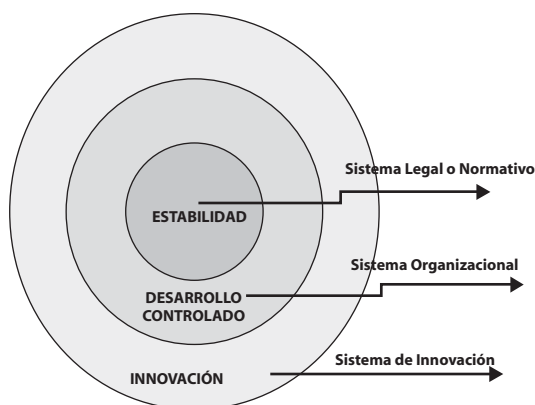 Sistema Legal o Normativo
ESTABILIDAD
Sistema Organizacional
DESARROLLO
CONTROLADO
Sistema de Innovación
INNOVACIÓN